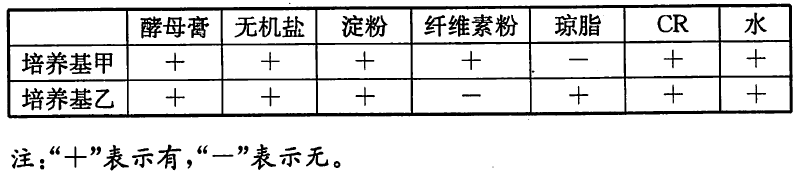 酵母膏 无机盐 淀粉 纤维素粉 琼脂 CR 水
培养基甲 + + + + － + +
培养基乙 + + + － + + +
注:“+”表示有,“－”表示无。